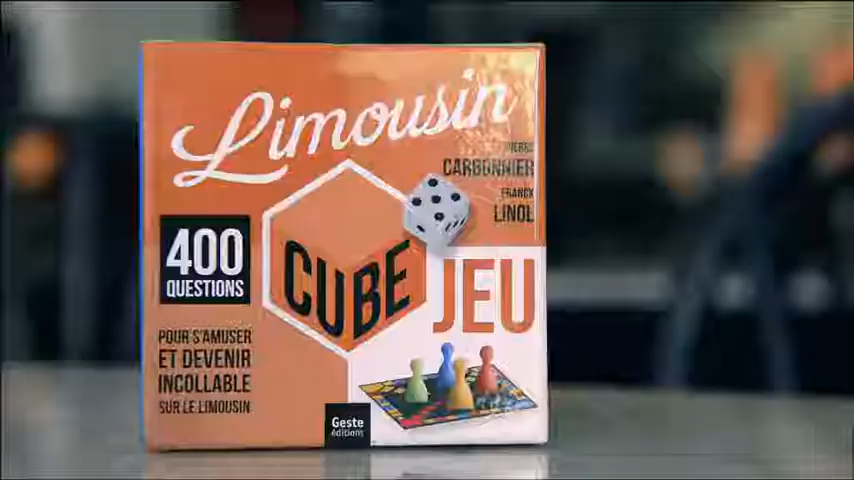 Limousin
PIERRE
CARBONNIER
FRANCK
LINOL
400
QUESTIONS
CUBE
JEU
POUR S'AMUSER
ET DEVENIR
INCOLLABLE
SUR LE LIMOUSIN
Geste
éditions